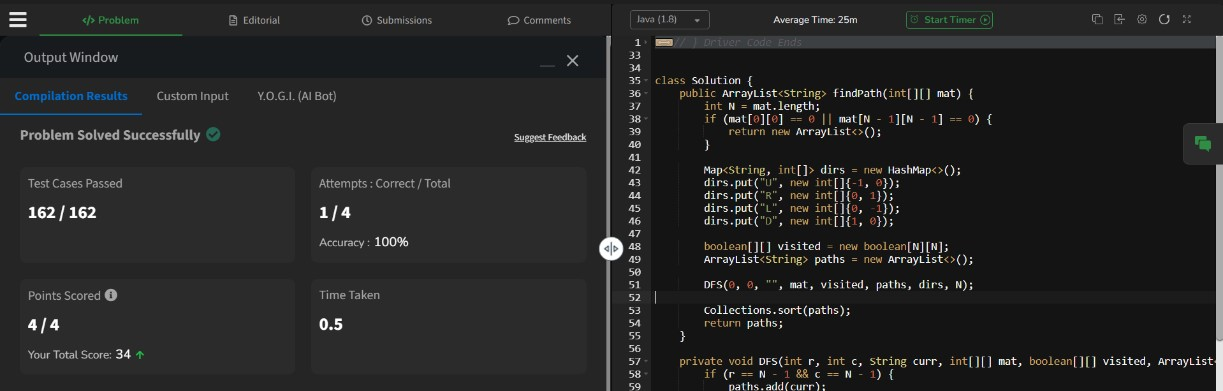 Problem
Editorial
Submissions
Comments
Output Window
Compilation Results
Custom Input
Y.O.G.I. (AI Bot)
Problem Solved Successfully
Suggest Feedback
Test Cases Passed
162 / 162
Attempts : Correct / Total
1 / 4
Accuracy : 100%
Points Scored
4 / 4
Your Total Score: 34
Time Taken
0.5
Java (1.8)
Average Time: 25m
Start Timer
1 // } Driver Code Ends
33
34
35 class Solution {
36 public ArrayList<String> findPath(int[][] mat) {
37 int N = mat.length;
38 if (mat[0][0] == 0 || mat[N - 1][N - 1] == 0) {
39 return new ArrayList<>();
40 }
41
42 Map<String, int[]> dirs = new HashMap<>();
43 dirs.put("U", new int[]{-1, 0});
44 dirs.put("R", new int[]{0, 1});
45 dirs.put("L", new int[]{0, -1});
46 dirs.put("D", new int[]{1, 0});
47
48 boolean[][] visited = new boolean[N][N];
49 ArrayList<String> paths = new ArrayList<>();
50
51 DFS(0, 0, "", mat, visited, paths, dirs, N);
52
53 Collections.sort(paths);
54 return paths;
55 }
56
57 private void DFS(int r, int c, String curr, int[][] mat, boolean[][] visited, ArrayList
58 if (r == N - 1 && c == N - 1) {
59 paths.add(curr);